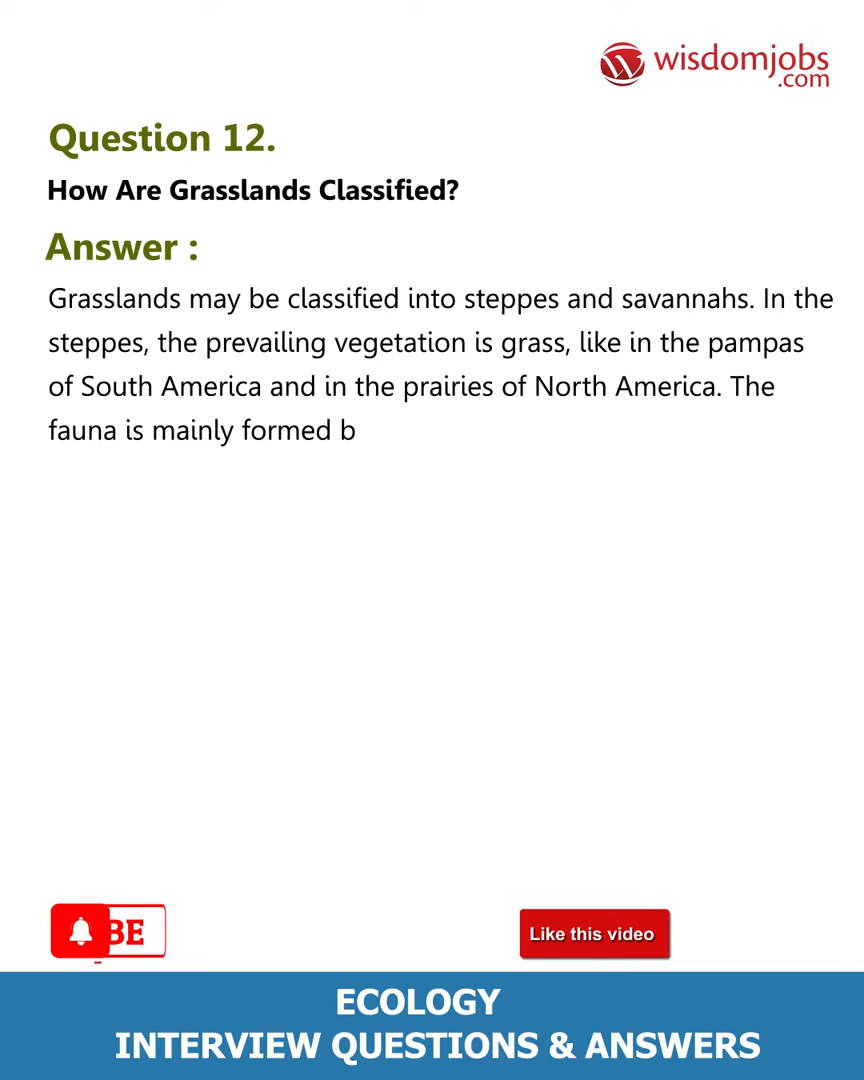 wisdomjobs
.com
Question 12.
How Are Grasslands Classified?
Answer :
Grasslands may be classified into steppes and savannahs. In the
steppes, the prevailing vegetation is grass, like in the pampas
of South America and in the prairies of North America. The
fauna is mainly formed b
BE
Like this video
ECOLOGY
INTERVIEW QUESTIONS & ANSWERS